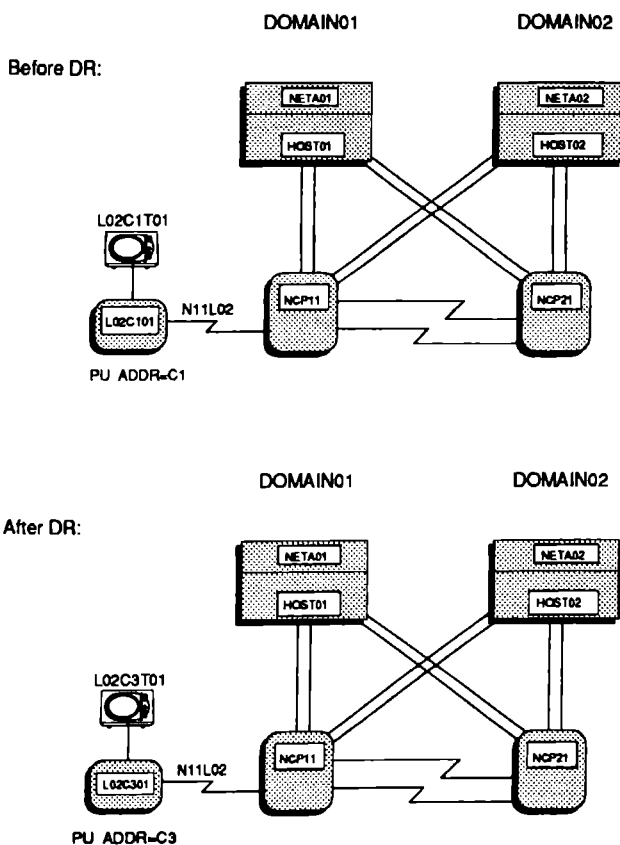 DOMAIN01 DOMAIN02
Before DR:
NETA01 NETA02
HOST01 HOST02
L02C1T01
NCP11 NCP21
L02C101 N11L02
PU ADDR=C1
DOMAIN01 DOMAIN02
After DR:
NETA01 NETA02
HOST01 HOST02
L02C3T01
NCP11 NCP21
L02C301 N11L02
PU ADDR=C3